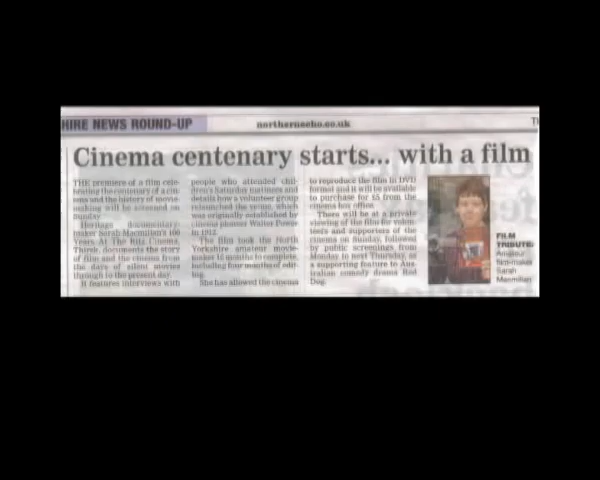 HIRE NEWS ROUND-UP
northernecho.co.uk
Cinema centenary starts... with a film
THE premiere of a film cele-
brating the centenary of a cin-
ema and the history of movie-
making will be screened on
Sunday.
Heritage documentary-
maker Sarah Macmillan's 100
Years At The Ritz Cinema,
Thirsk, documents the story
of film and the cinema from
the days of silent movies
through to the present day.
It features interviews with
people who attended chil-
dren's Saturday matinees and
details how a volunteer group
relaunched the venue, which
was originally established by
cinema pioneer Walter Power
in 1912.
The film took the North
Yorkshire amateur movie-
maker 16 months to complete,
including four months of edit-
ing.
She has allowed the cinema
to reproduce the film in DVD
format and it will be available
to purchase for £5 from the
cinema box office.
There will be at a private
viewing of the film for volun-
teers and supporters of the
cinema on Sunday, followed
by public screenings, from
Monday to next Thursday, as
a supporting feature to Aus-
tralian comedy drama Red
Dog.
FILM
TRIBUTE:
Amateur
film-maker
Sarah
Macmillan